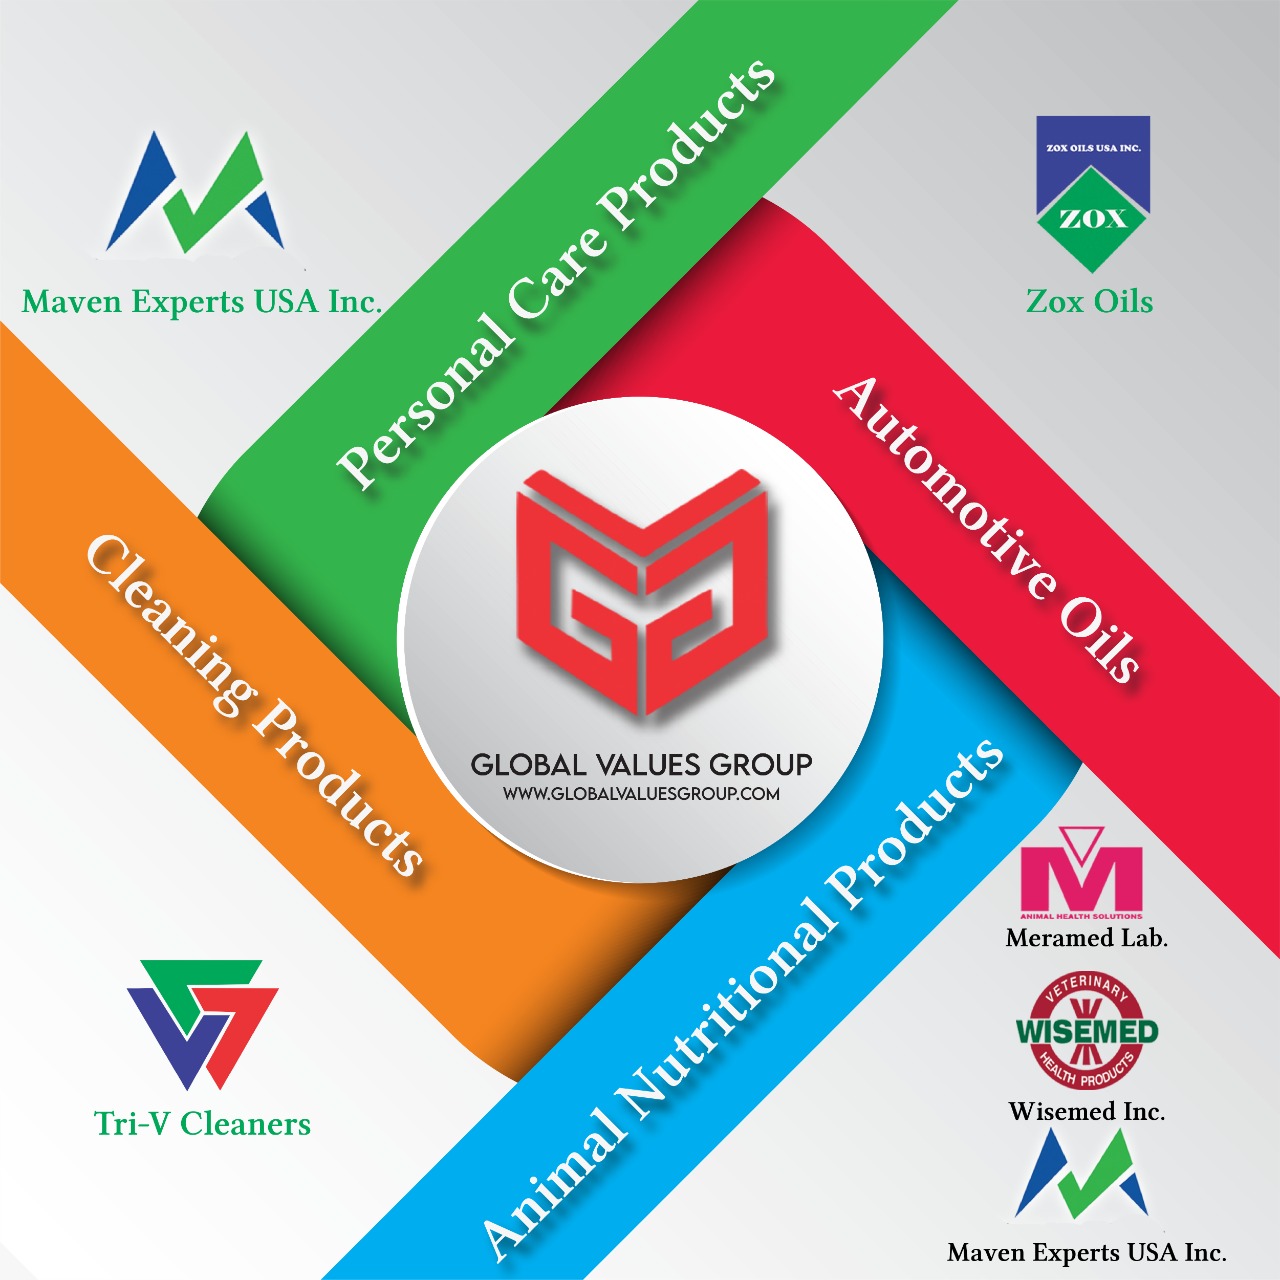 Maven Experts USA Inc.
Personal Care Products
ZOX OILS USA INC.
ZOX
Zox Oils
Automotive Oils
Cleaning Products
GLOBAL VALUES GROUP
WWW.GLOBALVALUESGROUP.COM
Animal Nutritional Products
M
ANIMAL HEALTH SOLUTIONS
Meramed Lab.
VETERINARY
WISEMED
HEALTH PRODUCTS
Wisemed Inc.
Maven Experts USA Inc.
Tri-V Cleaners